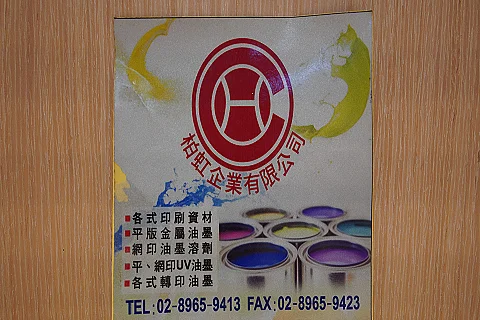 CH
柏虹企業有限公司
各式印刷資材
平版金屬油墨
網印油墨溶劑
平、網印UV油墨
各式轉印油墨
TEL:02-8965-9413 FAX:02-8965-9423